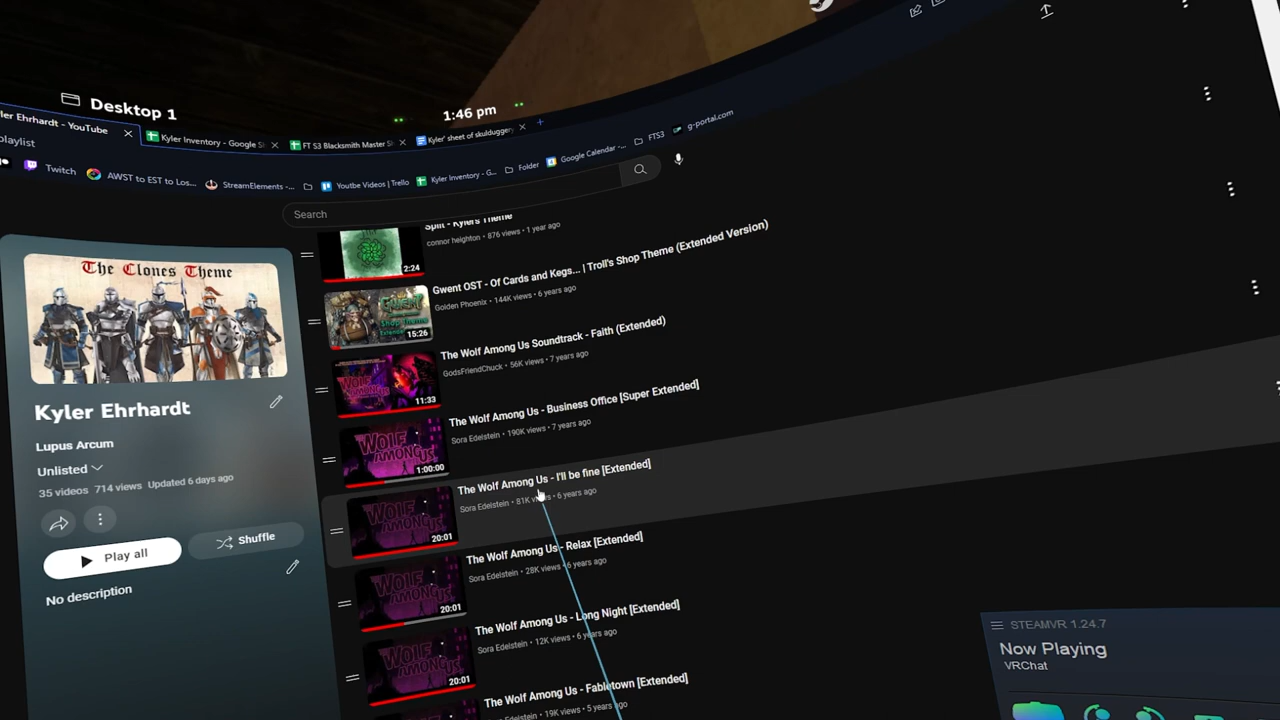 Desktop 1
1:46 pm
ler Ehrhardt - YouTube
Kyler Inventory - Google S
FT S3 Blacksmith Master S
Kyler' sheet of skulldugger
playlist
Twitch
AWST to EST to Los...
StreamElements -...
Youtbe Videos | Trello
Kyler Inventory - G...
Folder
Google Calendar -...
FTS3
g-portal.com
Search
Split - Kylers Theme
connor heighton • 876 views • 1 year ago
2:24
Gwent OST - Of Cards and Kegs... | Troll's Shop Theme (Extended Version)
Golden Phoenix • 144K views • 6 years ago
15:26
The Wolf Among Us Soundtrack - Faith (Extended)
GodsFriendChuck • 56K views • 7 years ago
11:33
The Wolf Among Us - Business Office [Super Extended]
Sora Edelstein • 190K views • 7 years ago
1:00:00
The Wolf Among Us - I'll be fine [Extended]
Sora Edelstein • 81K views • 6 years ago
20:01
The Wolf Among Us - Relax [Extended]
Sora Edelstein • 28K views • 6 years ago
20:01
The Wolf Among Us - Long Night [Extended]
Sora Edelstein • 12K views • 6 years ago
20:01
The Wolf Among Us - Fabletown [Extended]
Sora Edelstein • 19K views • 5 years ago
The Clones Theme
Kyler Ehrhardt
Lupus Arcum
Unlisted
35 videos 714 views Updated 6 days ago
Play all
Shuffle
No description
STEAMVR 1.24.7
Now Playing
VRChat